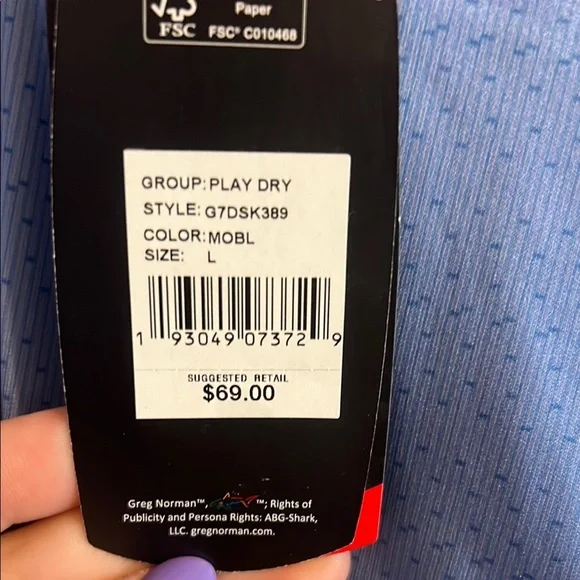 Paper
FSC FSC® C010468
GROUP: PLAY DRY
STYLE: G7DSK389
COLOR: MOBL
SIZE: L
1 93049 07372 9
SUGGESTED RETAIL
$69.00
Greg Norman™, ™; Rights of
Publicity and Persona Rights: ABG-Shark,
LLC. gregnorman.com.